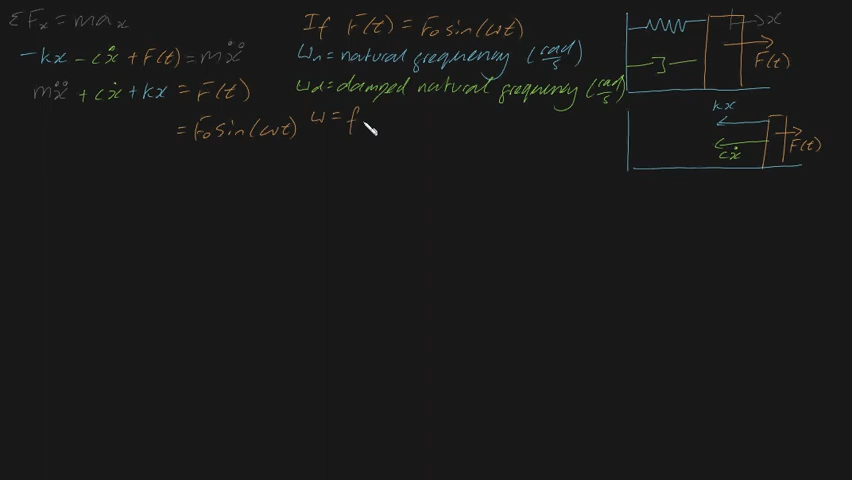 ΣFₓ = maₓ
-kx - cẋ + F(t) = mẍ
mẍ + cẋ + kx = F(t)
= F₀sin(ωt)
If F(t) = F₀sin(ωt)
ωₙ = natural frequency (rad/s)
ω_d = damped natural frequency (rad/s)
ω = f
x
F(t)
kx
cẋ
F(t)